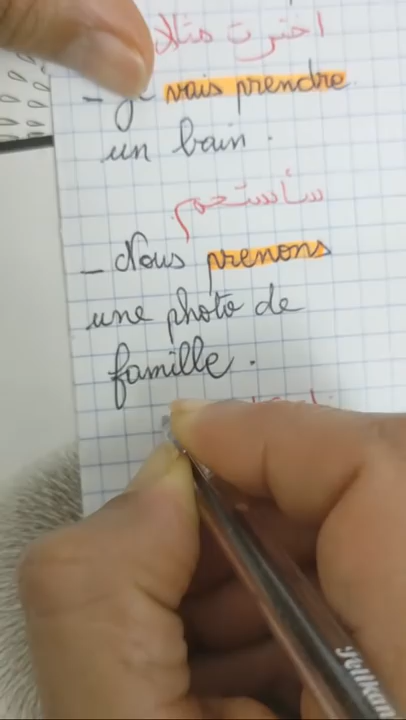 اخترت مثلا
- je vais prendre
un bain.
سأستحم
- Nous prenons
une photo de
famille.
Pelikan